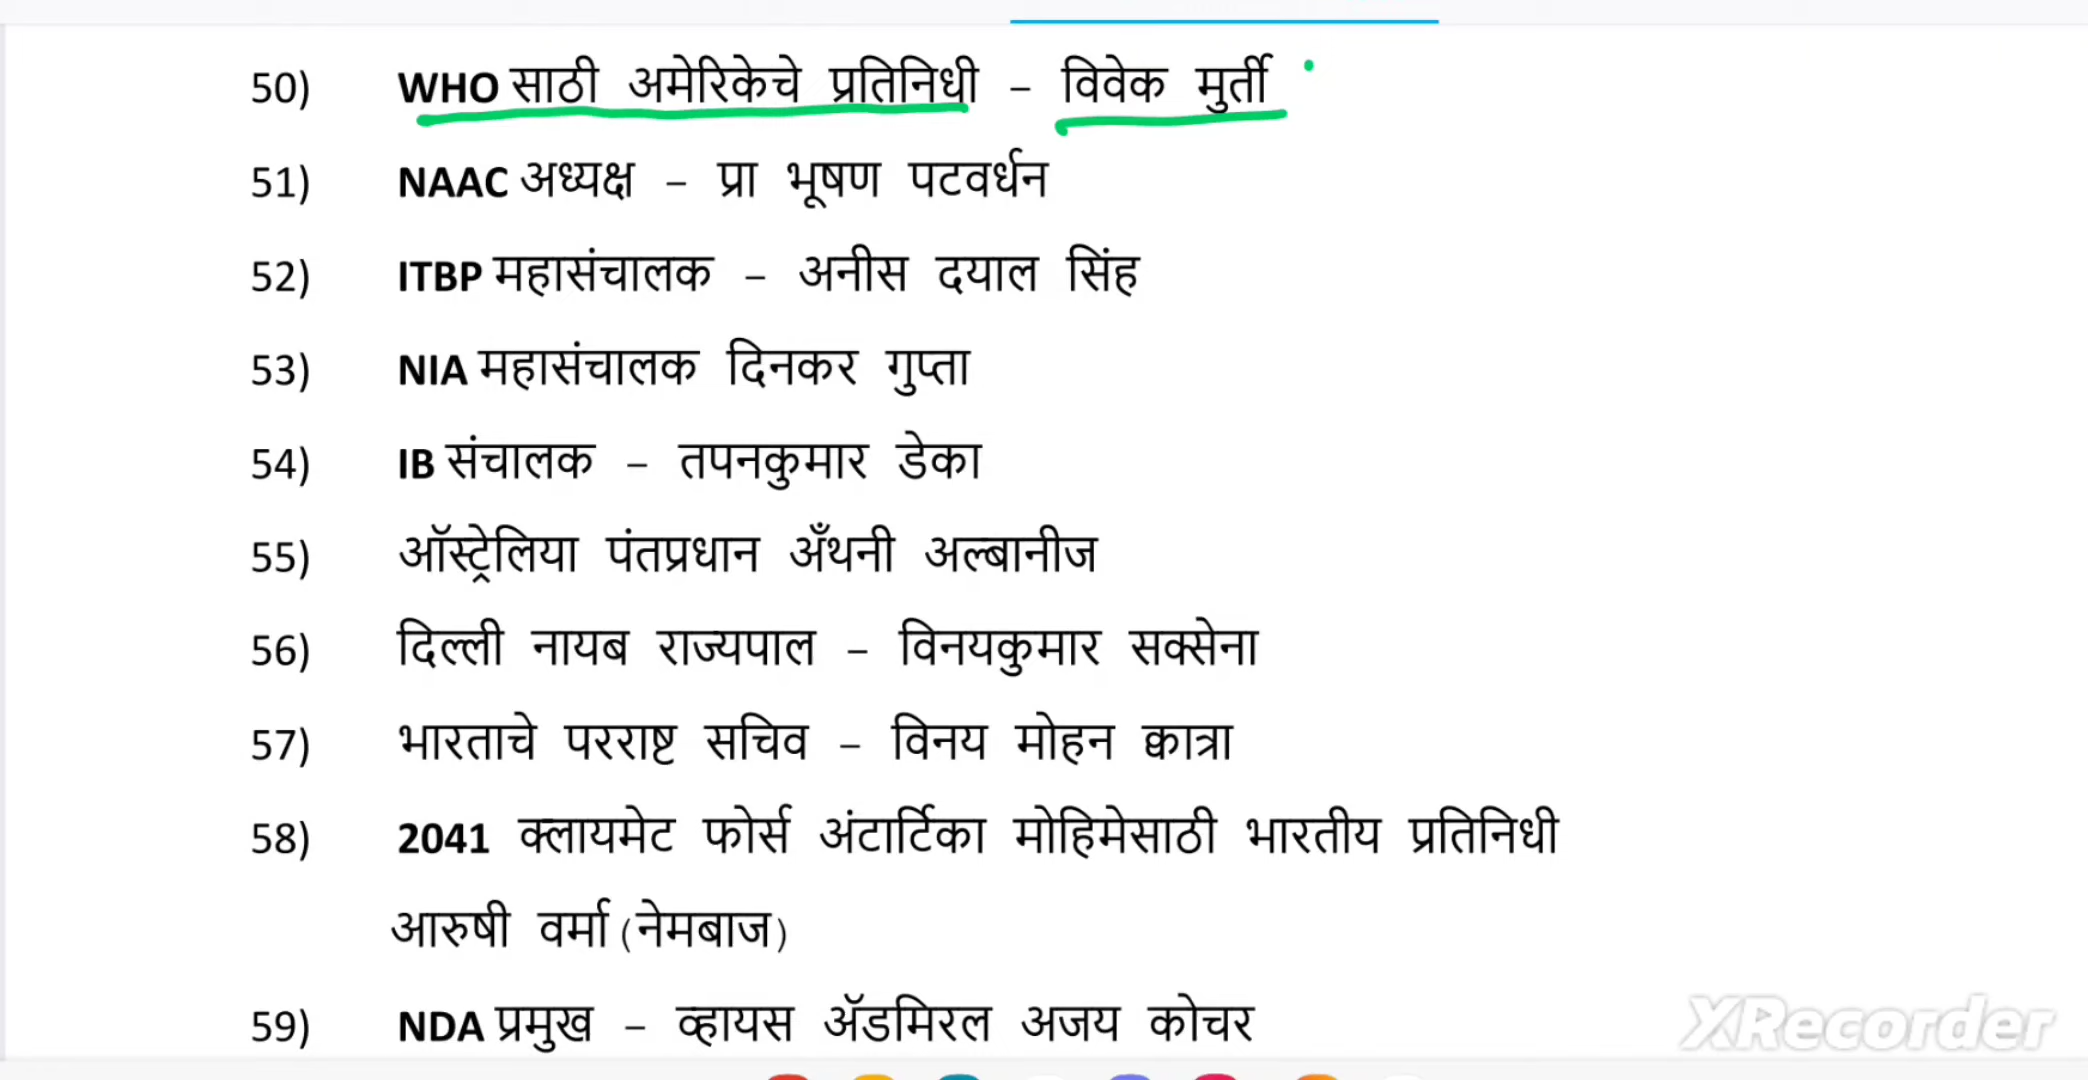 50) WHO साठी अमेरिकेचे प्रतिनिधी – विवेक मुर्ती
51) NAAC अध्यक्ष – प्रा भूषण पटवर्धन
52) ITBP महासंचालक – अनीस दयाल सिंह
53) NIA महासंचालक दिनकर गुप्ता
54) IB संचालक – तपनकुमार डेका
55) ऑस्ट्रेलिया पंतप्रधान अँथनी अल्बानीज
56) दिल्ली नायब राज्यपाल – विनयकुमार सक्सेना
57) भारताचे परराष्ट सचिव – विनय मोहन क्वात्रा
58) 2041 क्लायमेट फोर्स अंटार्टिका मोहिमेसाठी भारतीय प्रतिनिधी
आरुषी वर्मा (नेमबाज)
59) NDA प्रमुख – व्हायस ॲडमिरल अजय कोचर
XRecorder